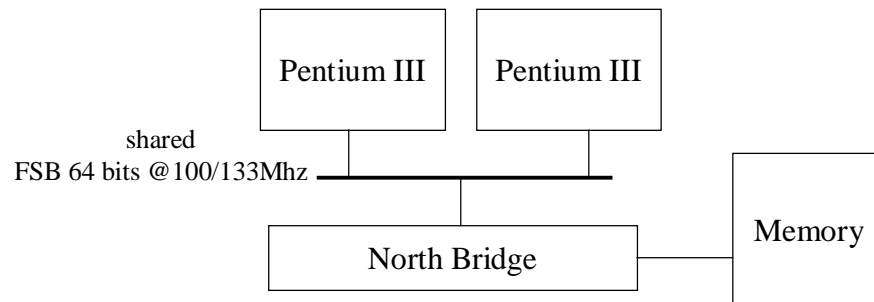 Pentium III
Pentium III
shared
FSB 64 bits @100/133Mhz
North Bridge
Memory